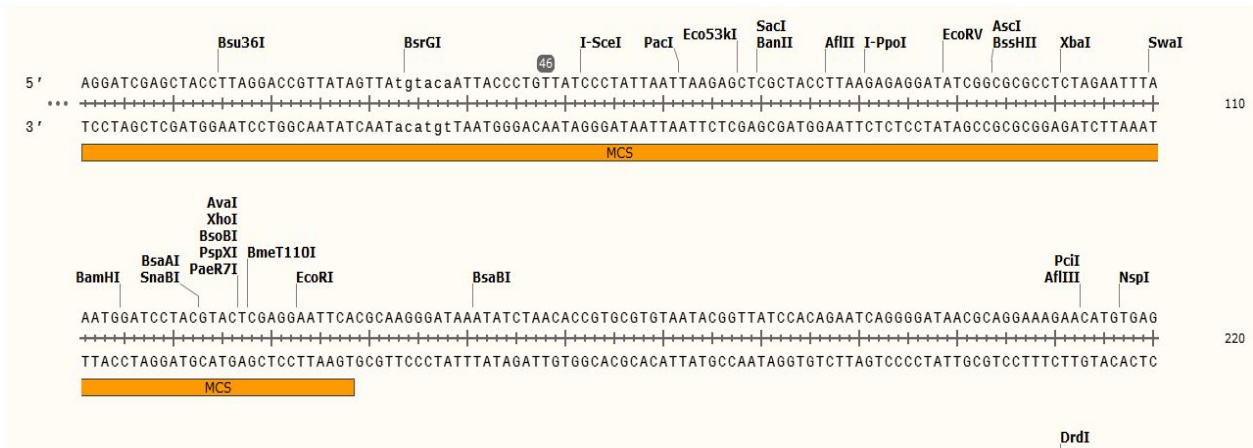 SacI AscI
Bsu36I BsrGI I-SceI PacI Eco53kI BanII AflII I-PpoI EcoRV BssHII XbaI SwaI
46
5' AGGATCGAGCTACCTTAGGACCGTTATAGTTAtgtacaATTACCCTGTTATCCCTATTAATTAAGAGCTCGCTACCTTAAGAGAGGATATCGGCGCGCCTCTAGAATTTA
110
3' TCCTAGCTCGATGGAATCCTGGCAATATCAATacatgtTAATGGGACAATAGGGATAATTAATTCTCGAGCGATGGAATTCTCTCCTATAGCCGCGCGGAGATCTTAAAT
MCS
AvaI
XhoI
BsoBI
BsaAI PspXI BmeT110I PciI
BamHI SnaBI PaeR7I EcoRI BsaBI AflIII NspI
AATGGATCCTACGTACTCGAGGAATTCACGCAAGGGATAAATATCTAACACCGTGCGTGTAATACGGTTATCCACAGAATCAGGGGATAACGCAGGAAAGAACATGTGAG
220
TTACCTAGGATGCATGAGCTCCTTAAGTGCGTTCCCTATTTATAGATTGTGGCACGCACATTATGCCAATAGGTGTCTTAGTCCCCTATTGCGTCCTTTCTTGTACACTC
MCS
DrdI